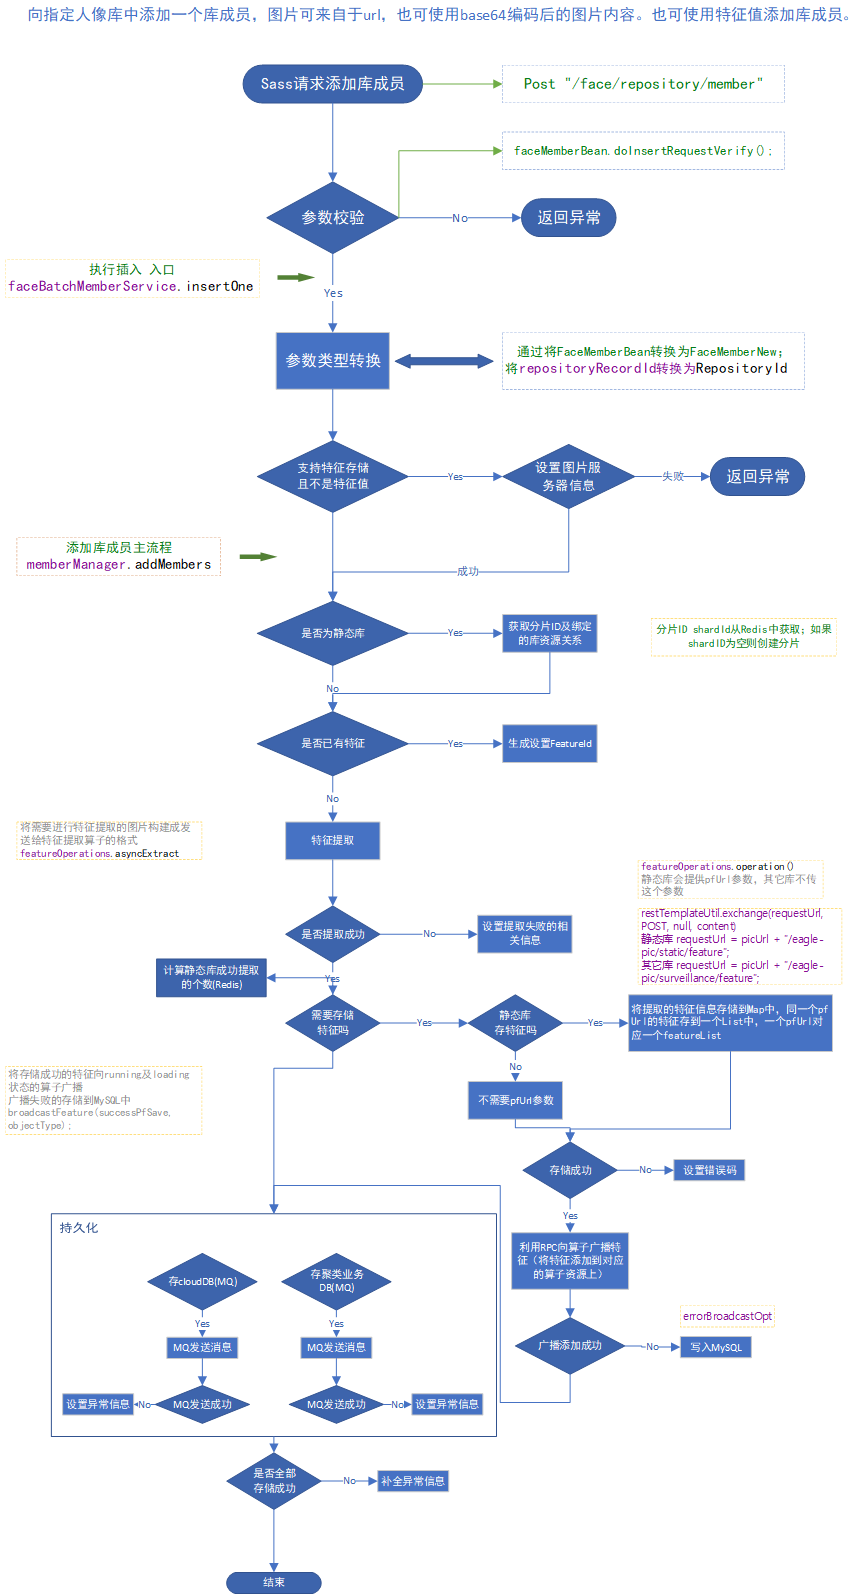 向指定人像库中添加一个库成员，图片可来自于url，也可使用base64编码后的图片内容。也可使用特征值添加库成员。
Sass请求添加库成员
Post "/face/repository/member"
faceMemberBean.doInsertRequestVerify();
参数校验
No
返回异常
执行插入 入口
faceBatchMemberService.insertOne
Yes
参数类型转换
通过将FaceMemberBean转换为FaceMemberNew;
将repositoryRecordId转换为RepositoryId
支持特征存储
且不是特征值
Yes
设置图片服
务器信息
失败
返回异常
添加库成员主流程
memberManager.addMembers
成功
是否为静态库
Yes
获取分片ID及绑定
的库资源关系
分片ID shardId从Redis中获取；如果
shardID为空则创建分片
No
是否已有特征
Yes
生成设置FeatureId
No
将需要进行特征提取的图片构建成发
送给特征提取算子的格式
featureOperations.asyncExtract
特征提取
featureOperations.operation()
静态库会提供pfUrl参数，其它库不传
这个参数
是否提取成功
No
设置提取失败的相
关信息
restTemplateUtil.exchange(requestUrl,
POST, null, content)
静态库 requestUrl = picUrl + "/eagle-
pic/static/feature";
其它库 requestUrl = picUrl + "/eagle-
pic/surveillance/feature";
计算静态库成功提取
的个数(Redis)
Yes
需要存储
特征吗
Yes
静态库
存特征吗
Yes
将提取的特征信息存储到Map中，同一个pf
Url的特征存到一个List中，一个pfUrl对
应一个featureList
No
不需要pfUrl参数
将存储成功的特征向running及loading
状态的算子广播
广播失败的存储到MySQL中
broadcastFeature(successPfSave,
objectType);
存储成功
No
设置错误码
Yes
利用RPC向算子广播特
征（将特征添加到对应
的算子资源上）
errorBroadcastOpt
广播添加成功
No
写入MySQL
持久化
存cloudDB(MQ)
存聚类业务
DB(MQ)
Yes
Yes
MQ发送消息
MQ发送消息
设置异常信息
No
MQ发送成功
MQ发送成功
No
设置异常信息
是否全部
存储成功
No
补全异常信息
结束